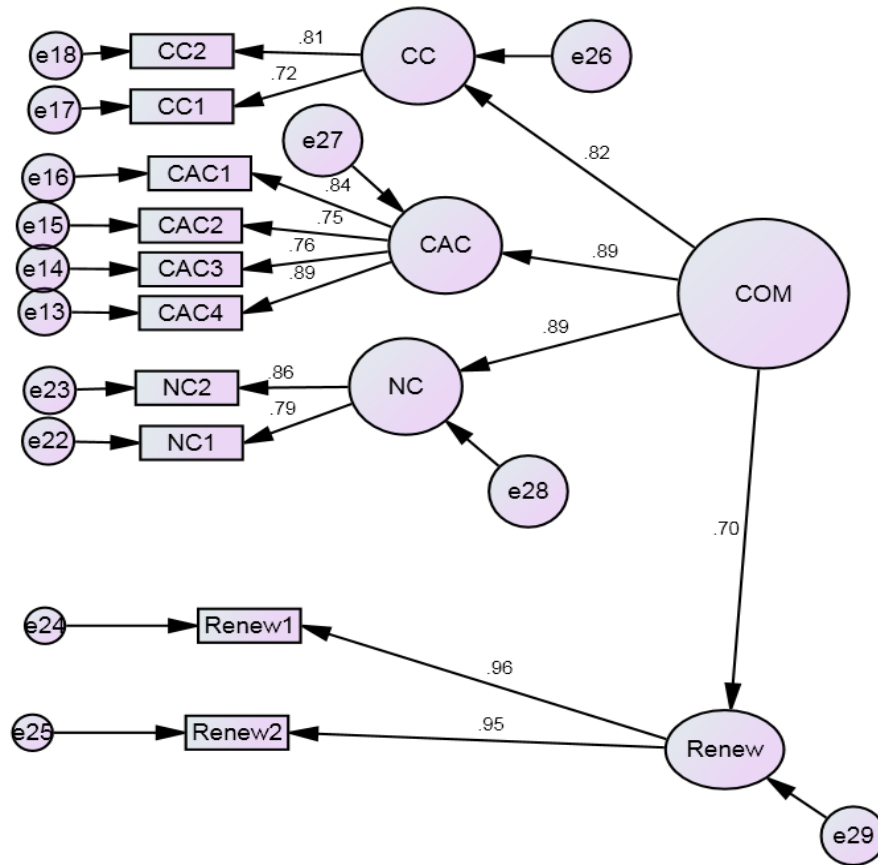 e18
CC2
.81
CC
e26
e17
CC1
.72
e27
.82
e16
CAC1
.84
e15
CAC2
.75
CAC
.89
COM
e14
CAC3
.76
e13
CAC4
.89
.89
e23
NC2
.86
NC
e22
NC1
.79
e28
.70
e24
Renew1
.96
e25
Renew2
.95
Renew
e29